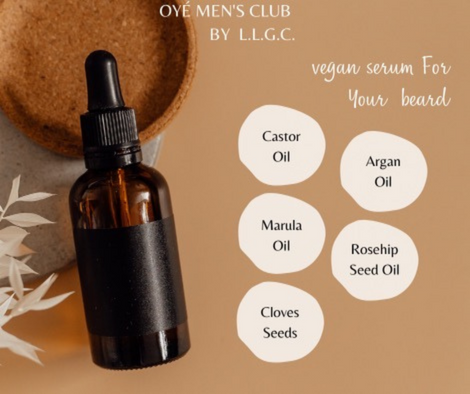 OYÉ MEN'S CLUB
BY L.L.G.C.
vegan serum For
Your beard
Castor
Oil
Argan
Oil
Marula
Oil
Rosehip
Seed Oil
Cloves
Seeds